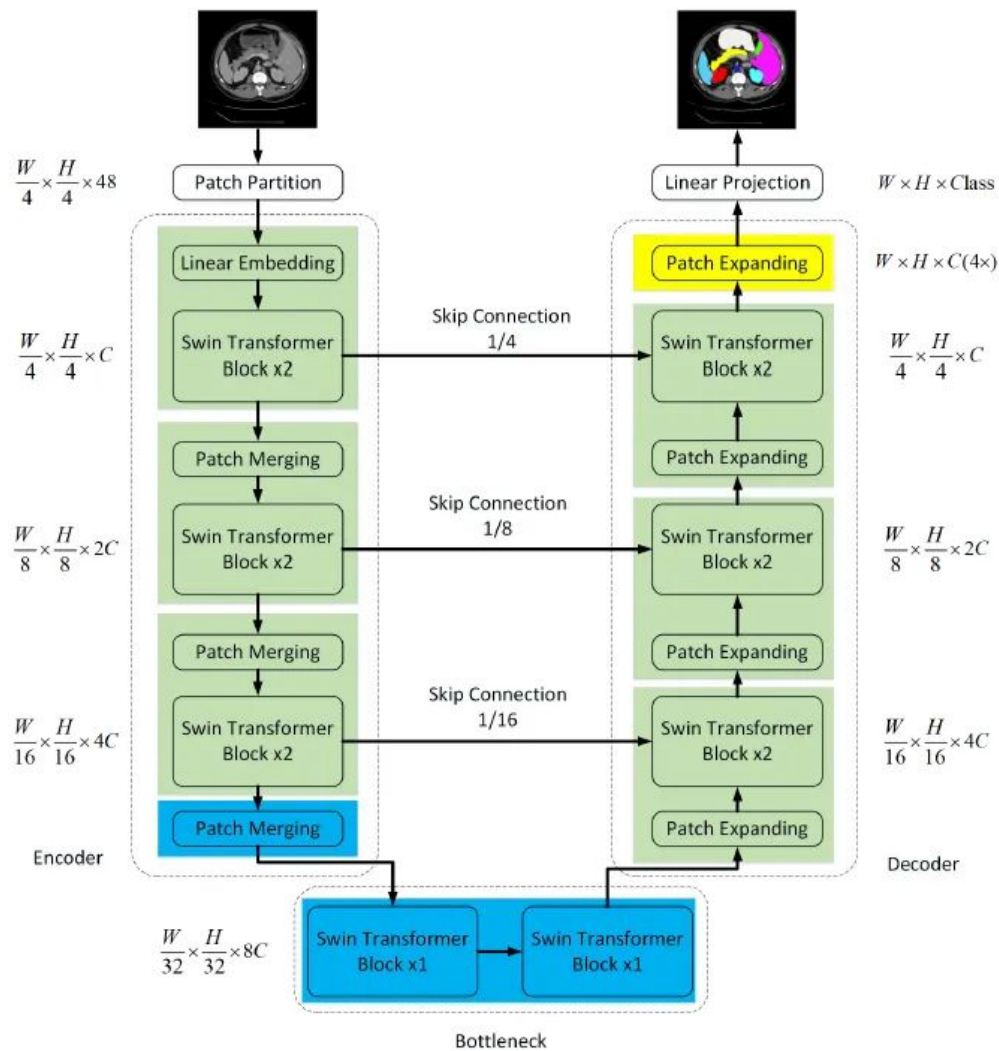 W/4 × H/4 × 48
Patch Partition
Linear Projection
W × H × Class
Linear Embedding
Patch Expanding
W × H × C(4×)
W/4 × H/4 × C
Swin Transformer
Block x2
Skip Connection
1/4
Swin Transformer
Block x2
W/4 × H/4 × C
Patch Merging
Patch Expanding
W/8 × H/8 × 2C
Swin Transformer
Block x2
Skip Connection
1/8
Swin Transformer
Block x2
W/8 × H/8 × 2C
Patch Merging
Patch Expanding
W/16 × H/16 × 4C
Swin Transformer
Block x2
Skip Connection
1/16
Swin Transformer
Block x2
W/16 × H/16 × 4C
Patch Merging
Patch Expanding
Encoder
Decoder
W/32 × H/32 × 8C
Swin Transformer
Block x1
Swin Transformer
Block x1
Bottleneck